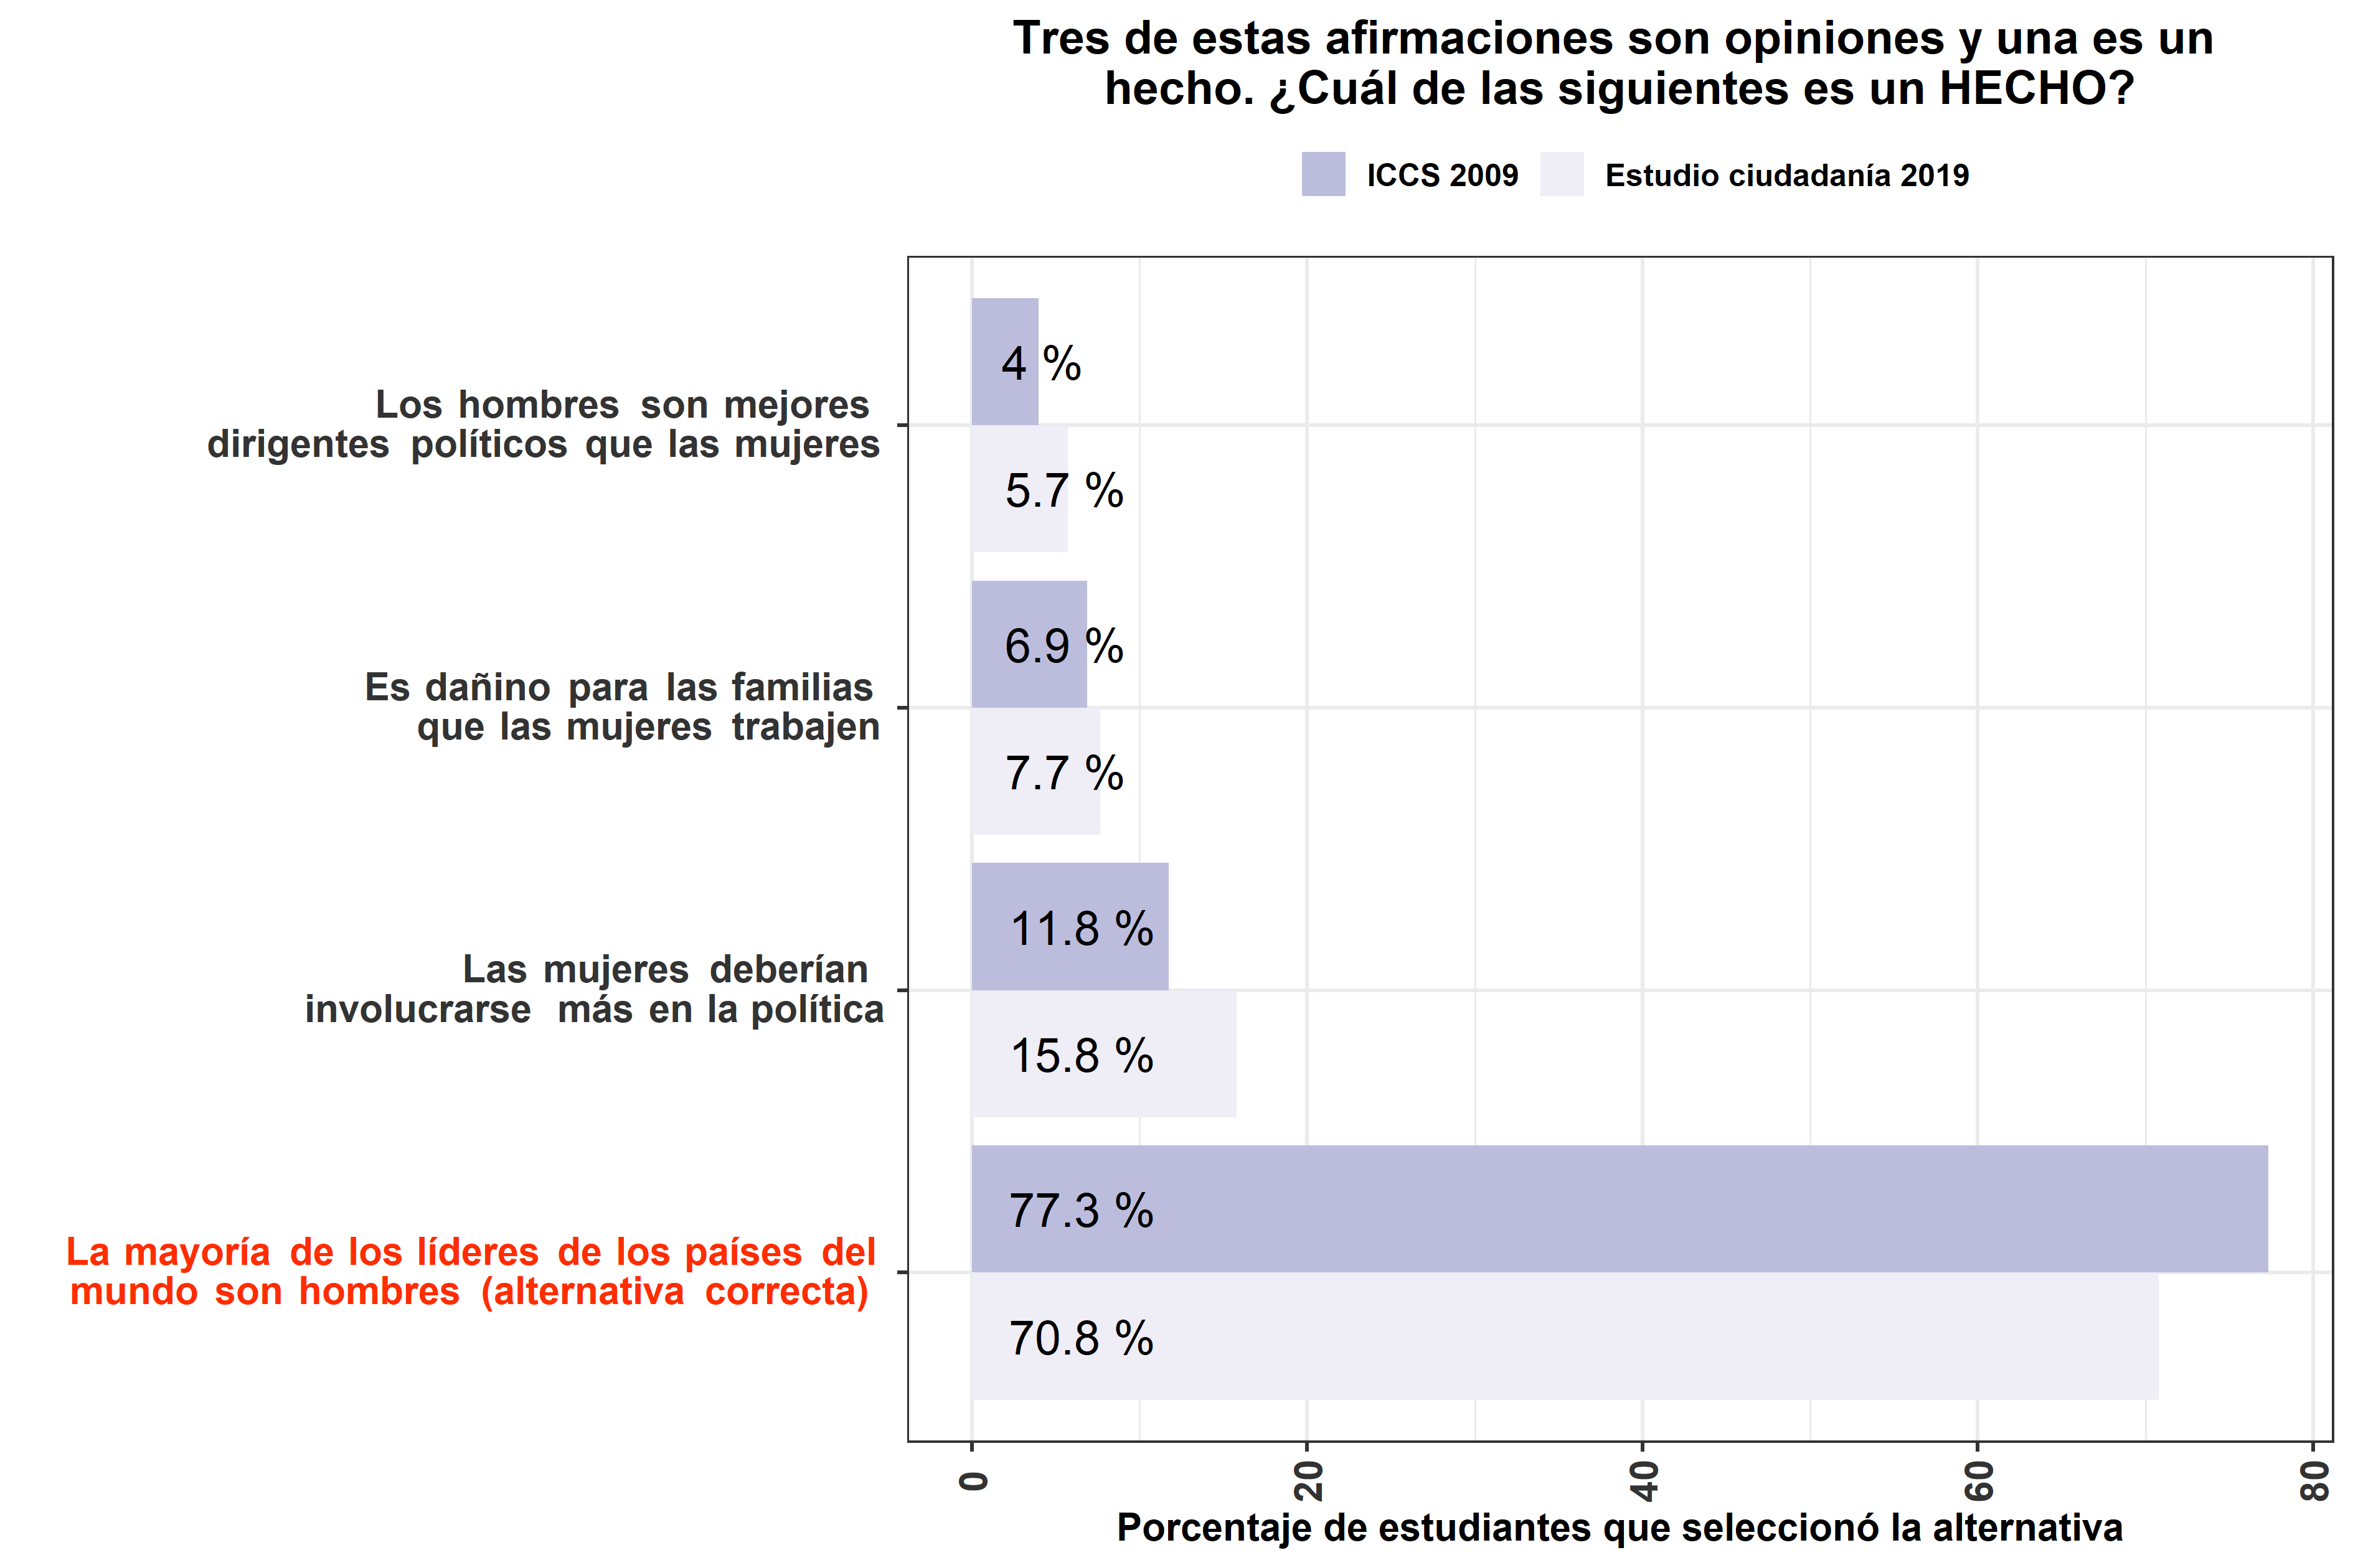 Tres de estas afirmaciones son opiniones y una es un
hecho. ¿Cuál de las siguientes es un HECHO?
ICCS 2009
Estudio ciudadanía 2019
Los hombres son mejores
dirigentes políticos que las mujeres
4 %
5.7 %
Es dañino para las familias
que las mujeres trabajen
6.9 %
7.7 %
Las mujeres deberían
involucrarse más en la política
11.8 %
15.8 %
La mayoría de los líderes de los países del
mundo son hombres (alternativa correcta)
77.3 %
70.8 %
0
20
40
60
80
Porcentaje de estudiantes que seleccionó la alternativa